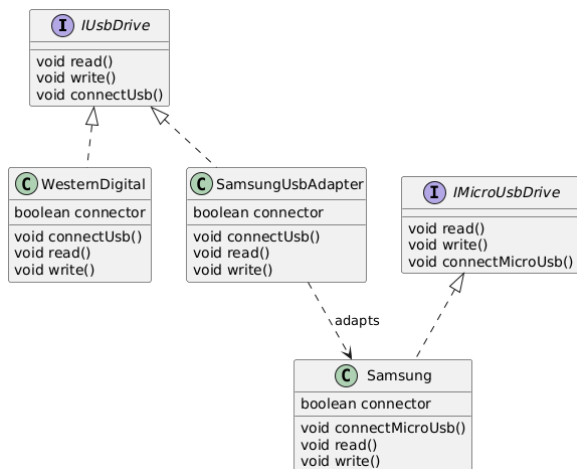 I IUsbDrive
void read()
void write()
void connectUsb()
C WesternDigital
boolean connector
void connectUsb()
void read()
void write()
C SamsungUsbAdapter
boolean connector
void connectUsb()
void read()
void write()
I IMicroUsbDrive
void read()
void write()
void connectMicroUsb()
adapts
C Samsung
boolean connector
void connectMicroUsb()
void read()
void write()